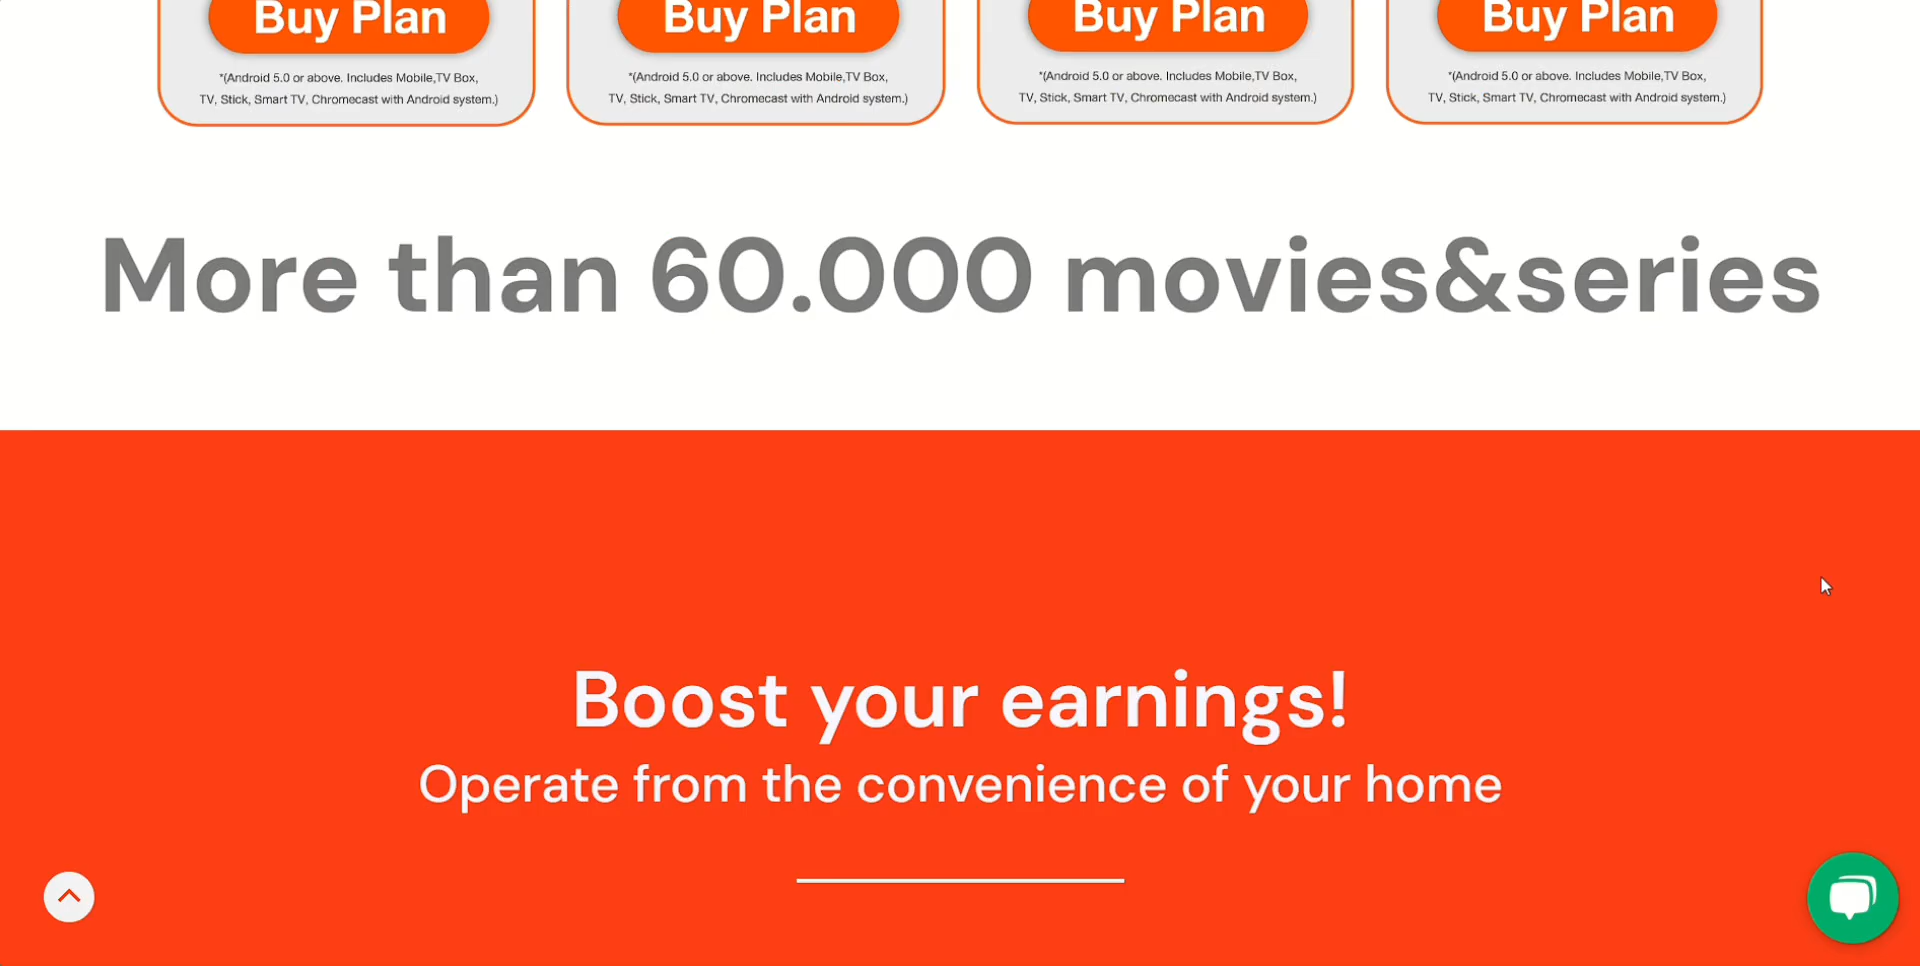 Buy Plan
*(Android 5.0 or above. Includes Mobile,TV Box,
TV, Stick, Smart TV, Chromecast with Android system.)
Buy Plan
*(Android 5.0 or above. Includes Mobile,TV Box,
TV, Stick, Smart TV, Chromecast with Android system.)
Buy Plan
*(Android 5.0 or above. Includes Mobile,TV Box,
TV, Stick, Smart TV, Chromecast with Android system.)
Buy Plan
*(Android 5.0 or above. Includes Mobile,TV Box,
TV, Stick, Smart TV, Chromecast with Android system.)
More than 60.000 movies&series
Boost your earnings!
Operate from the convenience of your home